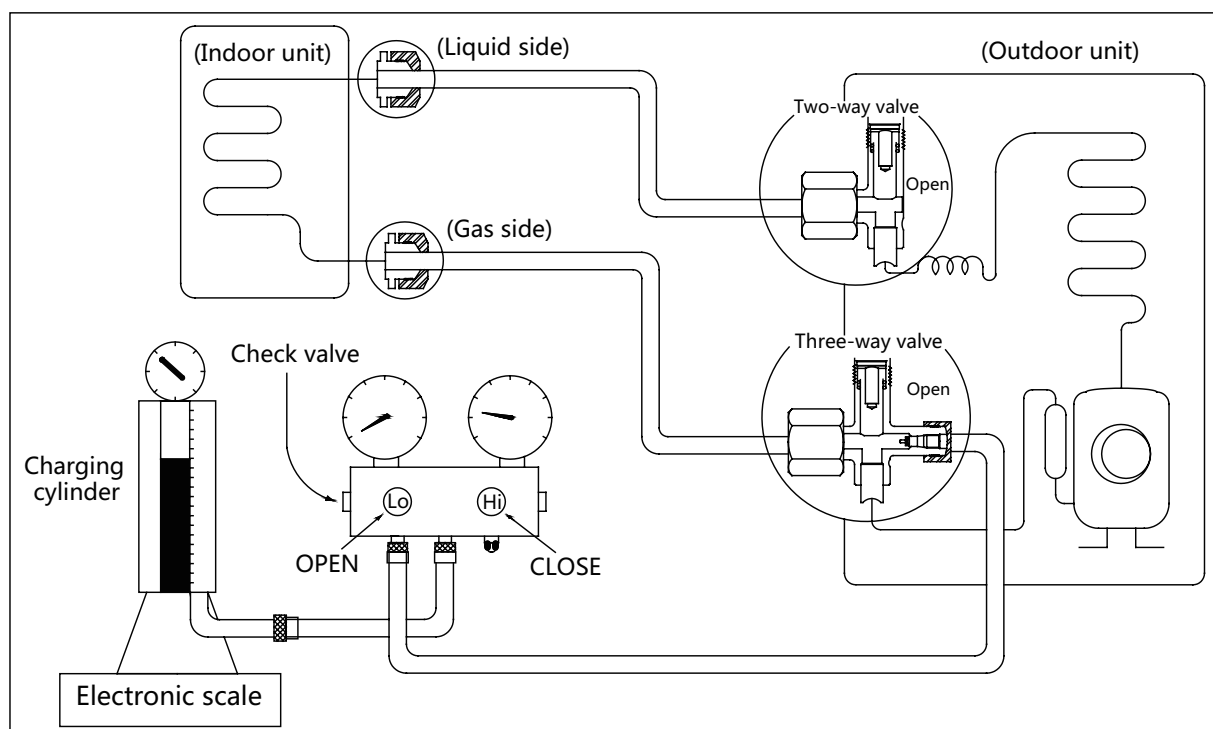 (Indoor unit)
(Liquid side)
(Outdoor unit)
Two-way valve
Open
(Gas side)
Three-way valve
Open
Check valve
Charging
cylinder
Lo
Hi
OPEN
CLOSE
Electronic scale